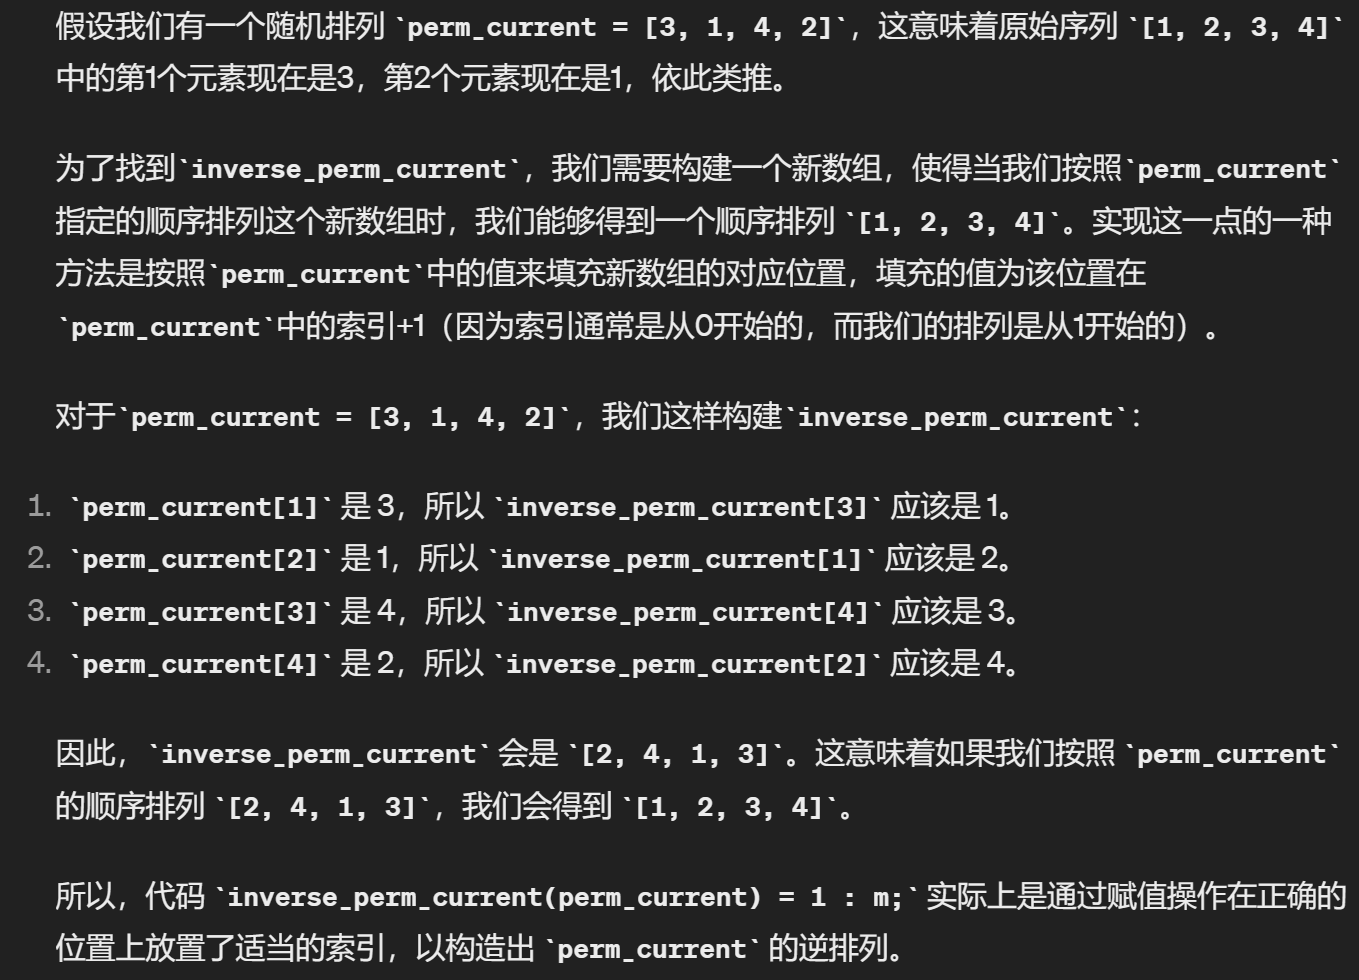 假设我们有一个随机排列 `perm_current = [3, 1, 4, 2]`，这意味着原始序列 `[1, 2, 3, 4]`
中的第1个元素现在是3，第2个元素现在是1，依此类推。
为了找到`inverse_perm_current`，我们需要构建一个新数组，使得当我们按照`perm_current`
指定的顺序排列这个新数组时，我们能够得到一个顺序排列 `[1, 2, 3, 4]`。实现这一点的一种
方法是按照`perm_current`中的值来填充新数组的对应位置，填充的值为该位置在
`perm_current`中的索引+1（因为索引通常是从0开始的，而我们的排列是从1开始的）。
对于`perm_current = [3, 1, 4, 2]`，我们这样构建`inverse_perm_current`：
1. `perm_current[1]` 是 3，所以 `inverse_perm_current[3]` 应该是 1。
2. `perm_current[2]` 是 1，所以 `inverse_perm_current[1]` 应该是 2。
3. `perm_current[3]` 是 4，所以 `inverse_perm_current[4]` 应该是 3。
4. `perm_current[4]` 是 2，所以 `inverse_perm_current[2]` 应该是 4。
因此，`inverse_perm_current` 会是 `[2, 4, 1, 3]`。这意味着如果我们按照 `perm_current`
的顺序排列 `[2, 4, 1, 3]`，我们会得到 `[1, 2, 3, 4]`。
所以，代码 `inverse_perm_current(perm_current) = 1 : m;` 实际上是通过赋值操作在正确的
位置上放置了适当的索引，以构造出 `perm_current` 的逆排列。